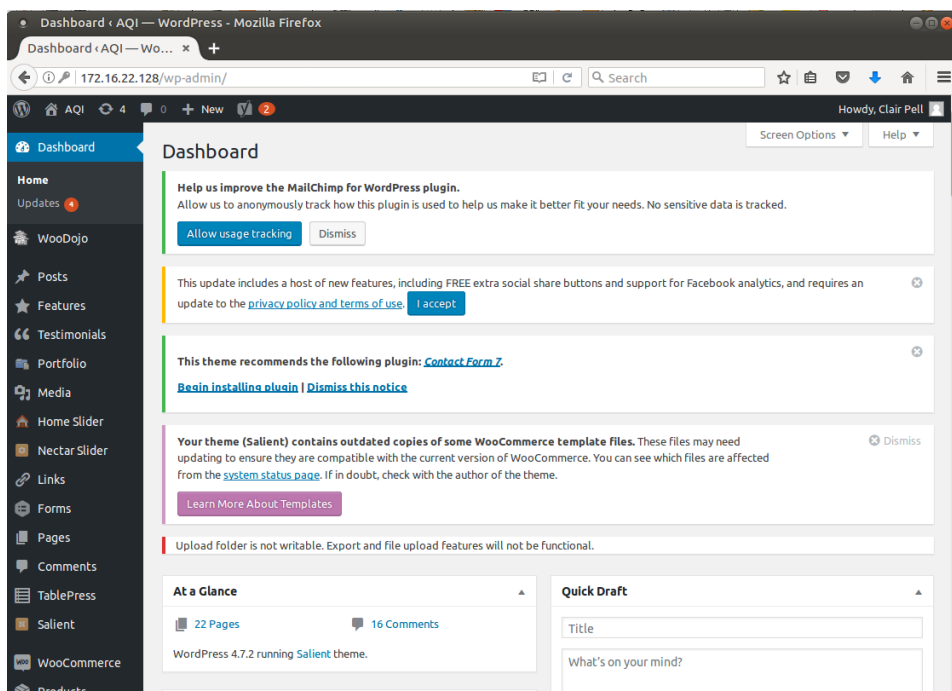 Dashboard ‹ AQI — WordPress - Mozilla Firefox
Dashboard ‹ AQI — Wo... × +
172.16.22.128/wp-admin/
Search
AQI 4 0 + New 2
Howdy, Clair Pell
Screen Options ▼ Help ▼
Dashboard
Home
Updates 4
WooDojo
Posts
Features
Testimonials
Portfolio
Media
Home Slider
Nectar Slider
Links
Forms
Pages
Comments
TablePress
Salient
WooCommerce
Products
Dashboard
Help us improve the MailChimp for WordPress plugin.
Allow us to anonymously track how this plugin is used to help us make it better fit your needs. No sensitive data is tracked.
Allow usage tracking Dismiss
This update includes a host of new features, including FREE extra social share buttons and support for Facebook analytics, and requires an
update to the privacy policy and terms of use. I accept
This theme recommends the following plugin: Contact Form 7.
Begin installing plugin | Dismiss this notice
Your theme (Salient) contains outdated copies of some WooCommerce template files. These files may need
updating to ensure they are compatible with the current version of WooCommerce. You can see which files are affected
from the system status page. If in doubt, check with the author of the theme.
Dismiss
Learn More About Templates
Upload folder is not writable. Export and file upload features will not be functional.
At a Glance
22 Pages 16 Comments
WordPress 4.7.2 running Salient theme.
Quick Draft
Title
What's on your mind?